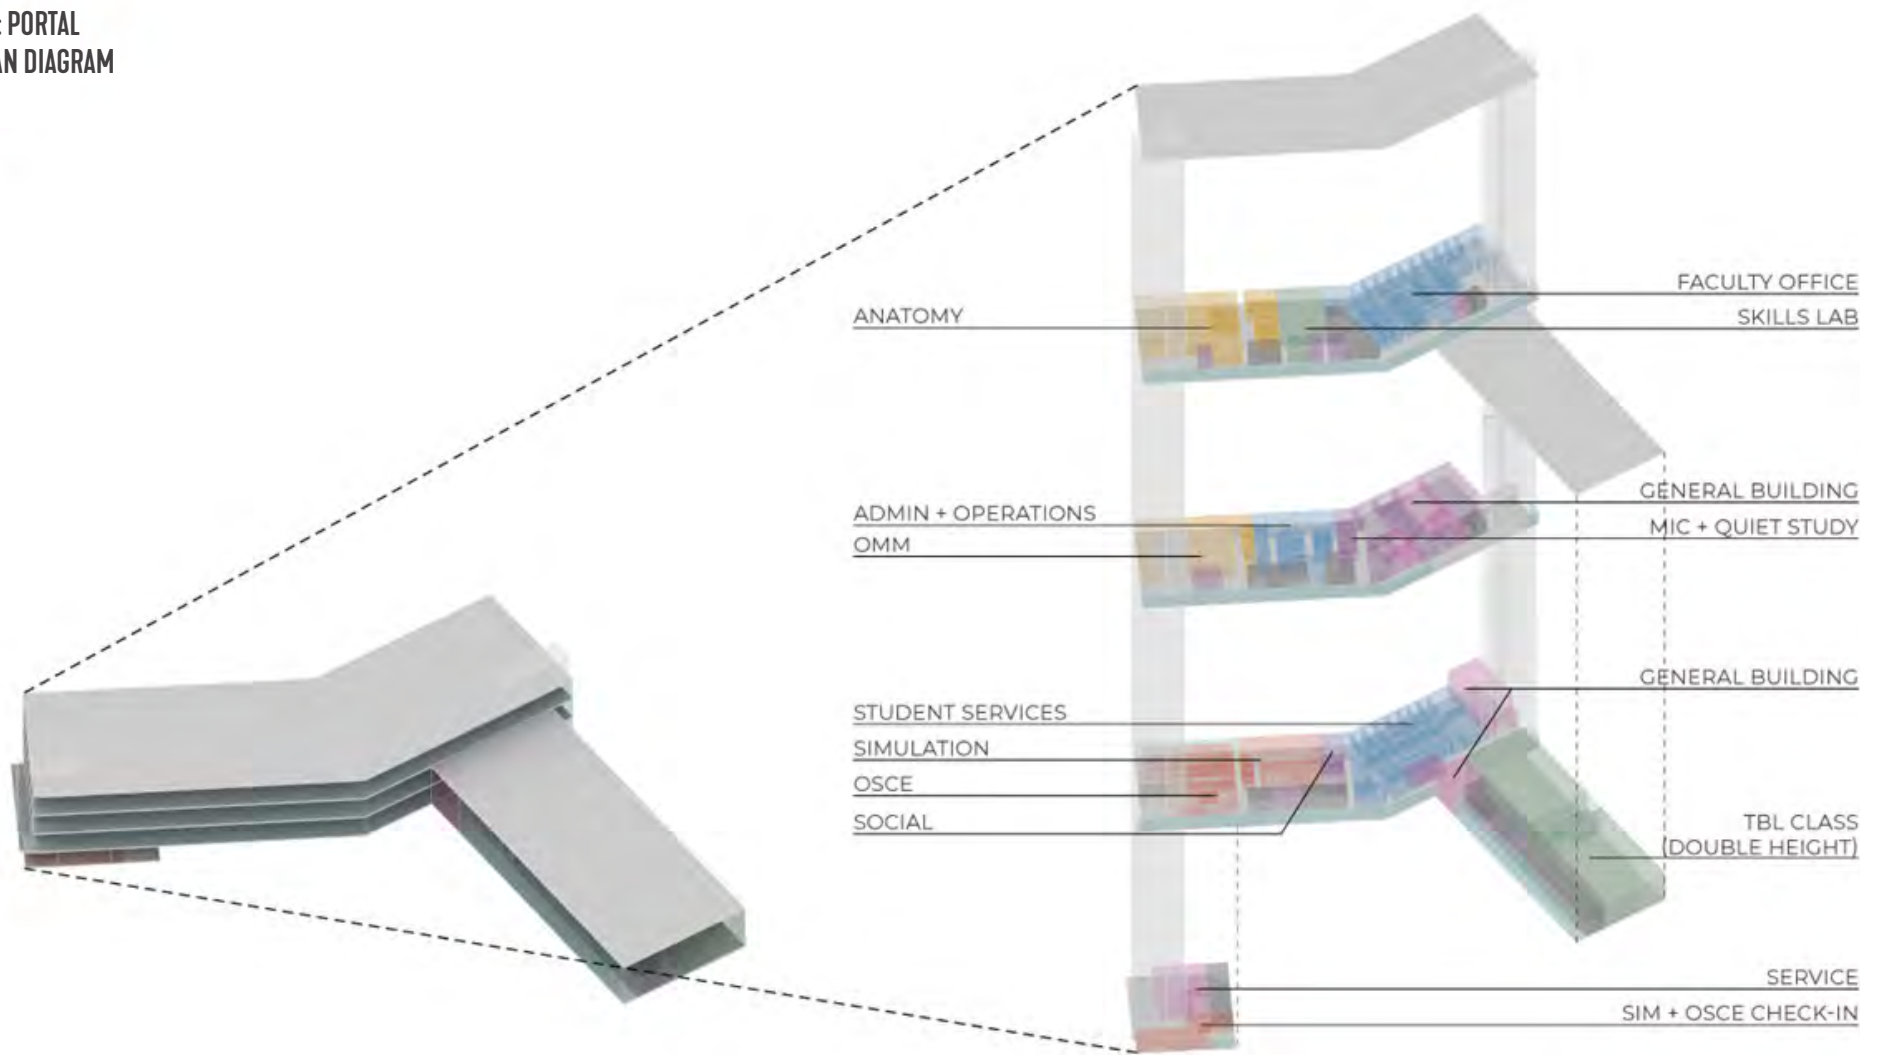 : PORTAL
AN DIAGRAM
ANATOMY
FACULTY OFFICE
SKILLS LAB
ADMIN + OPERATIONS
OMM
GENERAL BUILDING
MIC + QUIET STUDY
STUDENT SERVICES
SIMULATION
OSCE
SOCIAL
GENERAL BUILDING
TBL CLASS
(DOUBLE HEIGHT)
SERVICE
SIM + OSCE CHECK-IN